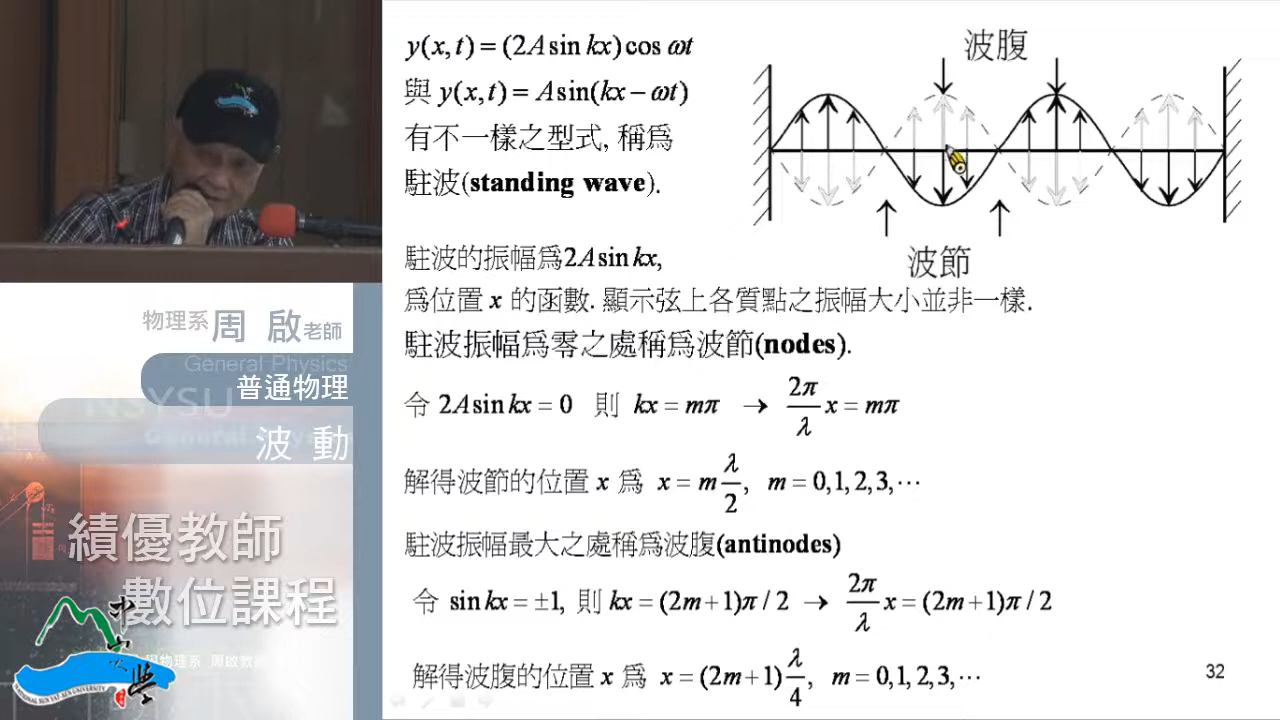 y(x, t) = (2A sin kx) cos ωt
與 y(x, t) = A sin(kx − ωt)
有不一樣之型式, 稱爲
駐波(standing wave).
波腹
波節
駐波的振幅爲2A sin kx,
爲位置 x 的函數. 顯示弦上各質點之振幅大小並非一樣.
駐波振幅爲零之處稱爲波節(nodes).
令 2A sin kx = 0 則 kx = mπ → 2π/λ x = mπ
解得波節的位置 x 爲 x = m λ/2, m = 0,1,2,3,⋯
駐波振幅最大之處稱爲波腹(antinodes)
令 sin kx = ±1, 則 kx = (2m+1)π / 2 → 2π/λ x = (2m+1)π / 2
解得波腹的位置 x 爲 x = (2m+1) λ/4, m = 0,1,2,3,⋯
32
物理系 周 啟 老師
General Physics
普通物理
NSYSU
General Physics
波 動
績優教師
數位課程
中山大學